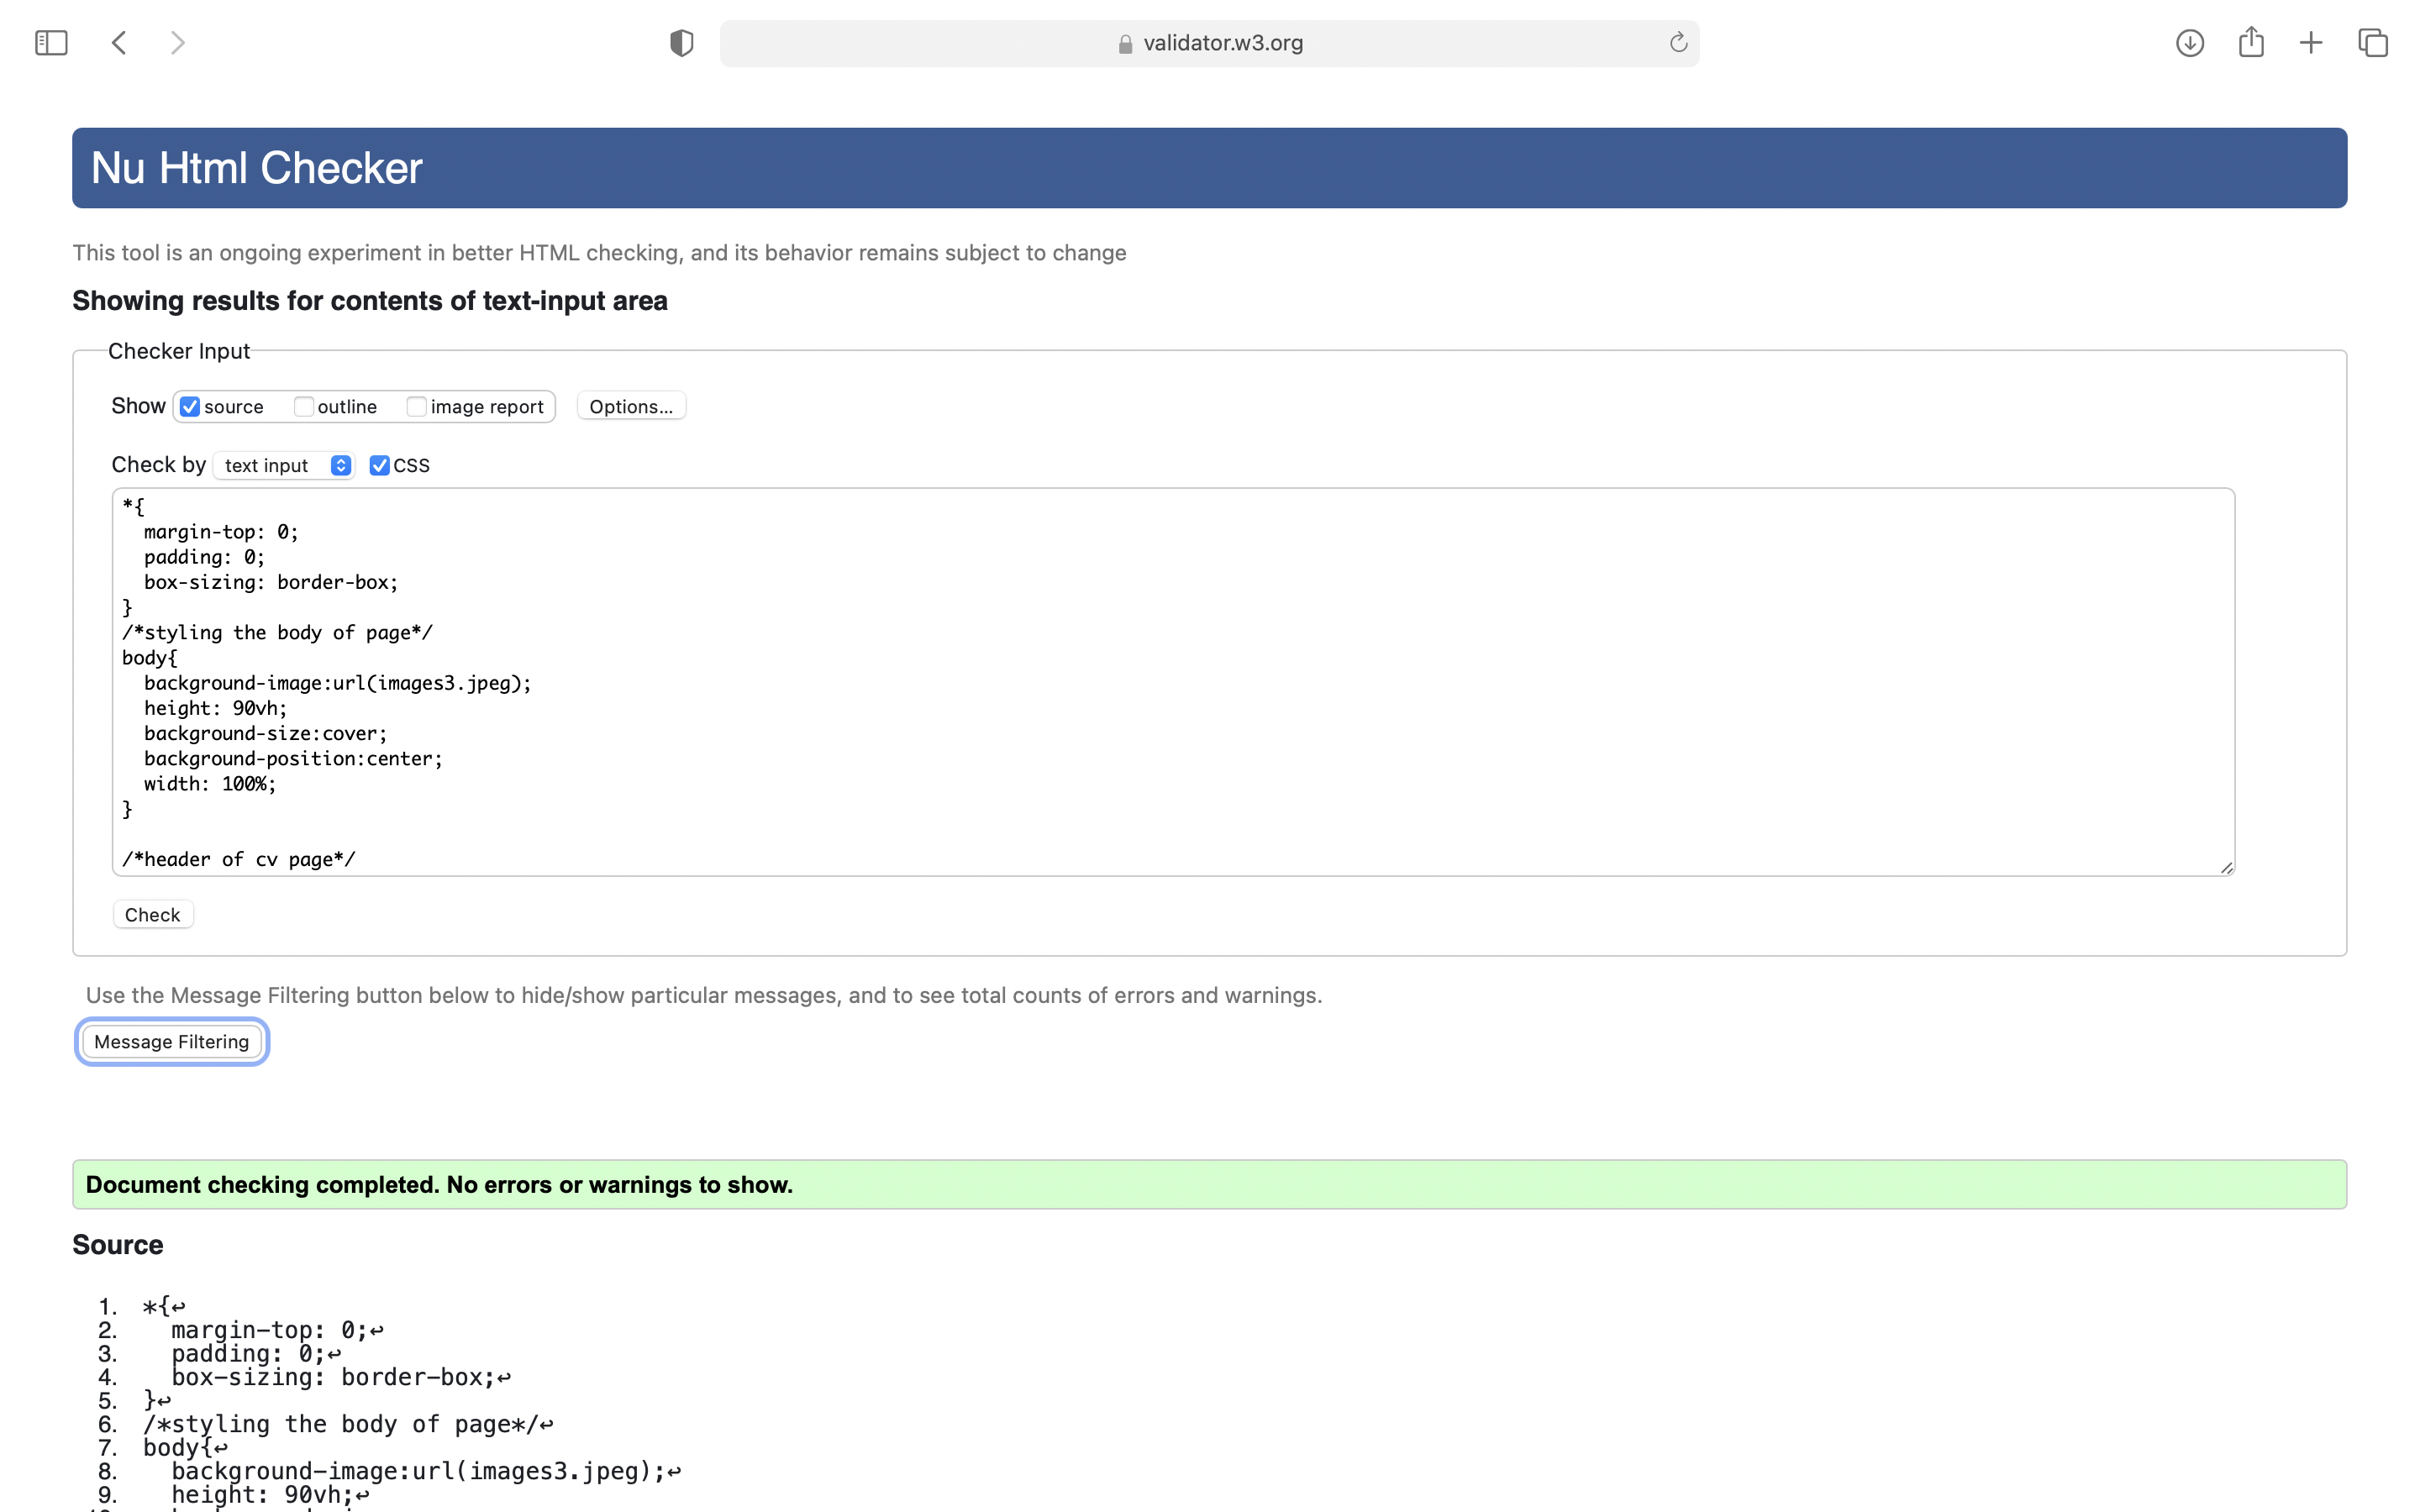 validator.w3.org
Nu Html Checker
This tool is an ongoing experiment in better HTML checking, and its behavior remains subject to change
Showing results for contents of text-input area
Checker Input
Show source outline image report Options...
Check by text input CSS
*{
  margin-top: 0;
  padding: 0;
  box-sizing: border-box;
}
/*styling the body of page*/
body{
  background-image:url(images3.jpeg);
  height: 90vh;
  background-size:cover;
  background-position:center;
  width: 100%;
}
/*header of cv page*/
Check
Use the Message Filtering button below to hide/show particular messages, and to see total counts of errors and warnings.
Message Filtering
Document checking completed. No errors or warnings to show.
Source
1. *{↩
2.   margin-top: 0;↩
3.   padding: 0;↩
4.   box-sizing: border-box;↩
5. }↩
6. /*styling the body of page*/↩
7. body{↩
8.   background-image:url(images3.jpeg);↩
9.   height: 90vh;↩